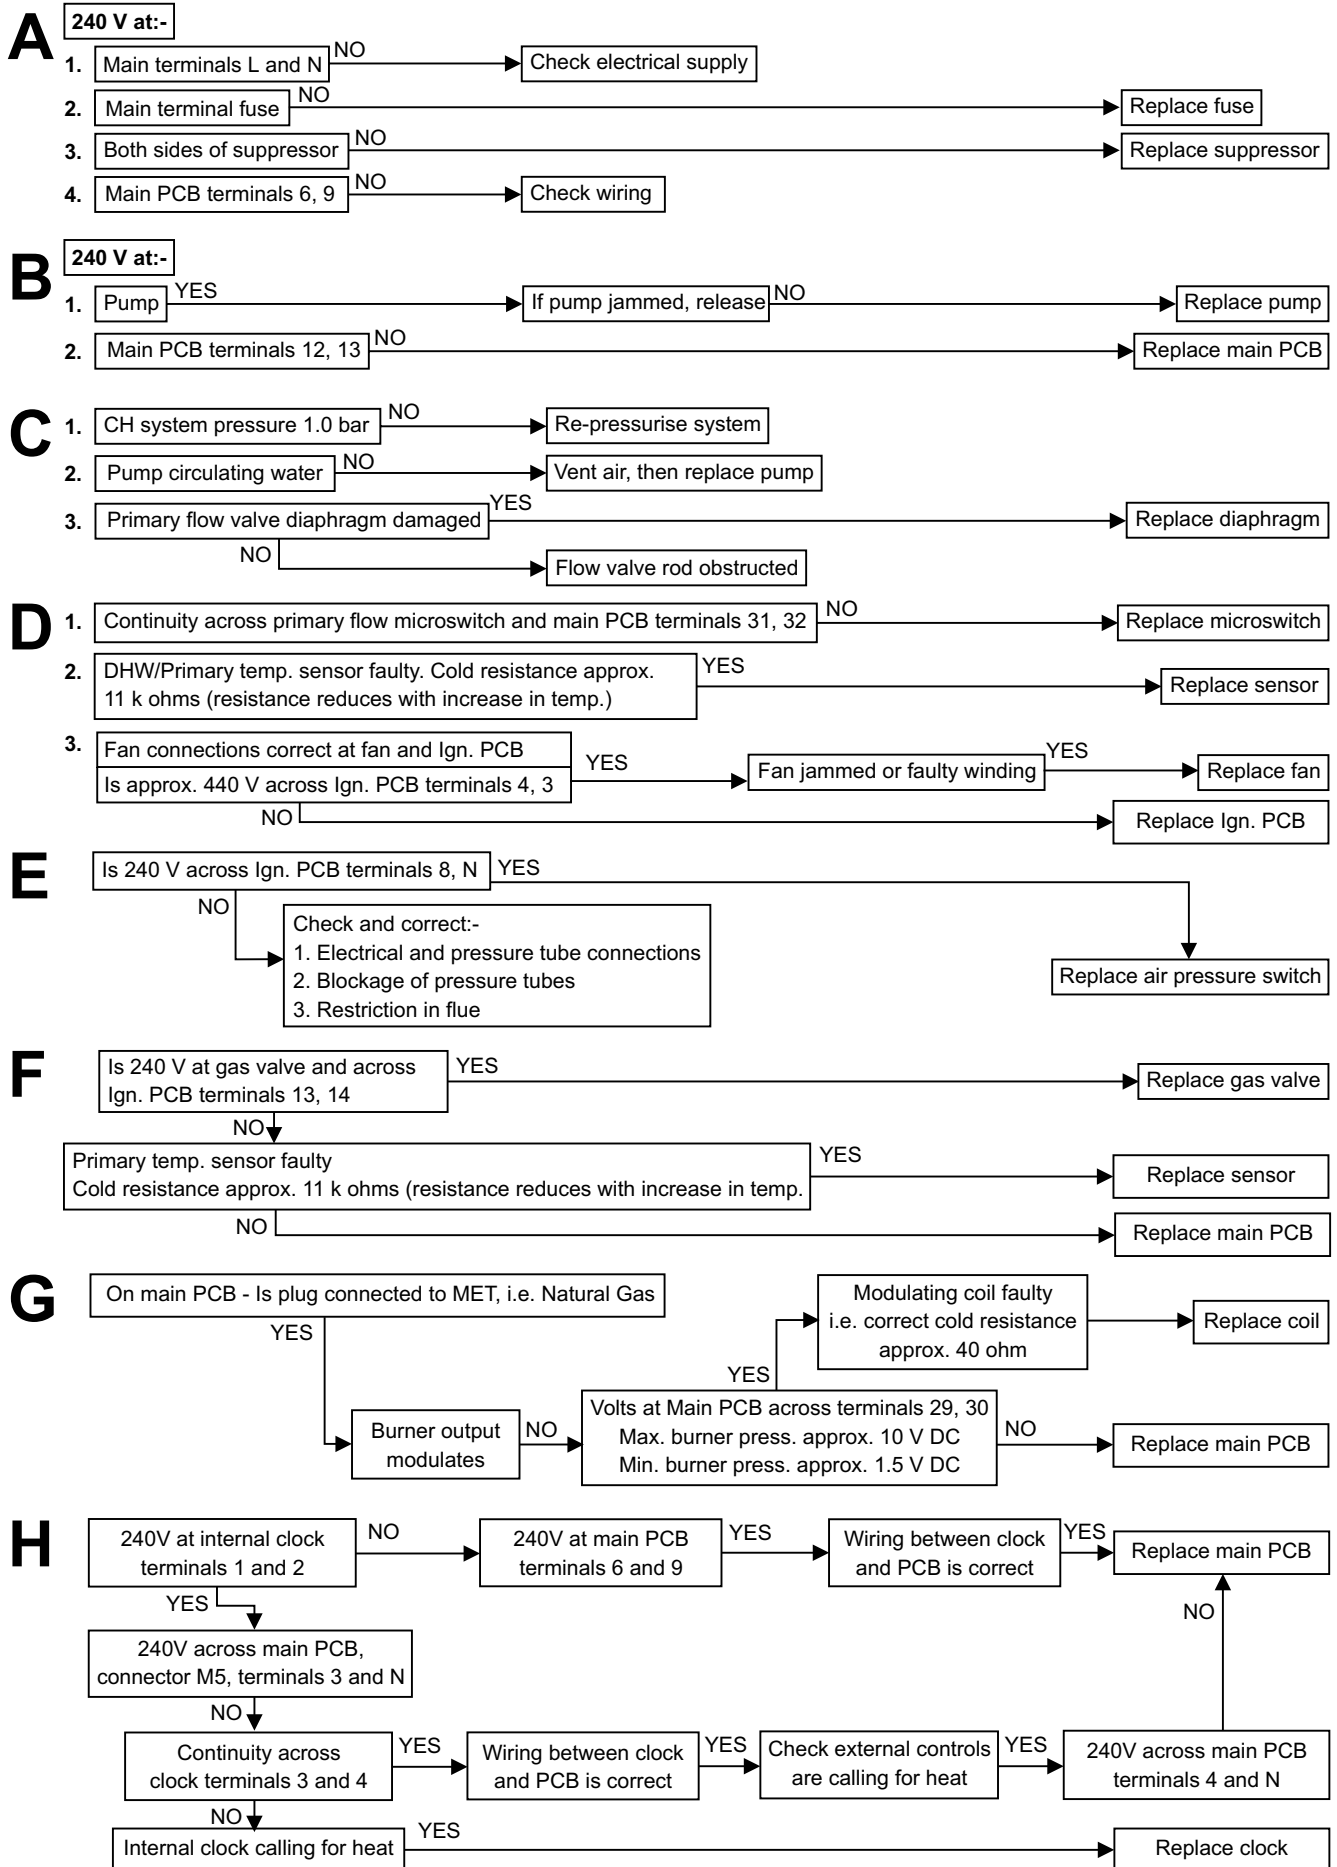 A
240 V at:-
1. Main terminals L and N NO Check electrical supply
2. Main terminal fuse NO Replace fuse
3. Both sides of suppressor NO Replace suppressor
4. Main PCB terminals 6, 9 NO Check wiring
B
240 V at:-
1. Pump YES If pump jammed, release NO Replace pump
2. Main PCB terminals 12, 13 NO Replace main PCB
C
1. CH system pressure 1.0 bar NO Re-pressurise system
2. Pump circulating water NO Vent air, then replace pump
3. Primary flow valve diaphragm damaged YES Replace diaphragm
NO Flow valve rod obstructed
D
1. Continuity across primary flow microswitch and main PCB terminals 31, 32 NO Replace microswitch
2. DHW/Primary temp. sensor faulty. Cold resistance approx.
11 k ohms (resistance reduces with increase in temp.) YES Replace sensor
3. Fan connections correct at fan and Ign. PCB
Is approx. 440 V across Ign. PCB terminals 4, 3 YES Fan jammed or faulty winding YES Replace fan
NO Replace Ign. PCB
E
Is 240 V across Ign. PCB terminals 8, N YES Replace air pressure switch
NO
Check and correct:-
1. Electrical and pressure tube connections
2. Blockage of pressure tubes
3. Restriction in flue
F
Is 240 V at gas valve and across
Ign. PCB terminals 13, 14
YES Replace gas valve
NO
Primary temp. sensor faulty
Cold resistance approx. 11 k ohms (resistance reduces with increase in temp.
YES Replace sensor
NO Replace main PCB
G
On main PCB - Is plug connected to MET, i.e. Natural Gas
YES
Burner output
modulates
NO
Volts at Main PCB across terminals 29, 30
Max. burner press. approx. 10 V DC
Min. burner press. approx. 1.5 V DC
YES
Modulating coil faulty
i.e. correct cold resistance
approx. 40 ohm
Replace coil
NO Replace main PCB
H
240V at internal clock
terminals 1 and 2
NO
240V at main PCB
terminals 6 and 9
YES
Wiring between clock
and PCB is correct
YES
Replace main PCB
YES
240V across main PCB,
connector M5, terminals 3 and N
NO
Continuity across
clock terminals 3 and 4
YES
Wiring between clock
and PCB is correct
YES
Check external controls
are calling for heat
YES
240V across main PCB
terminals 4 and N
NO
NO
Internal clock calling for heat YES Replace clock